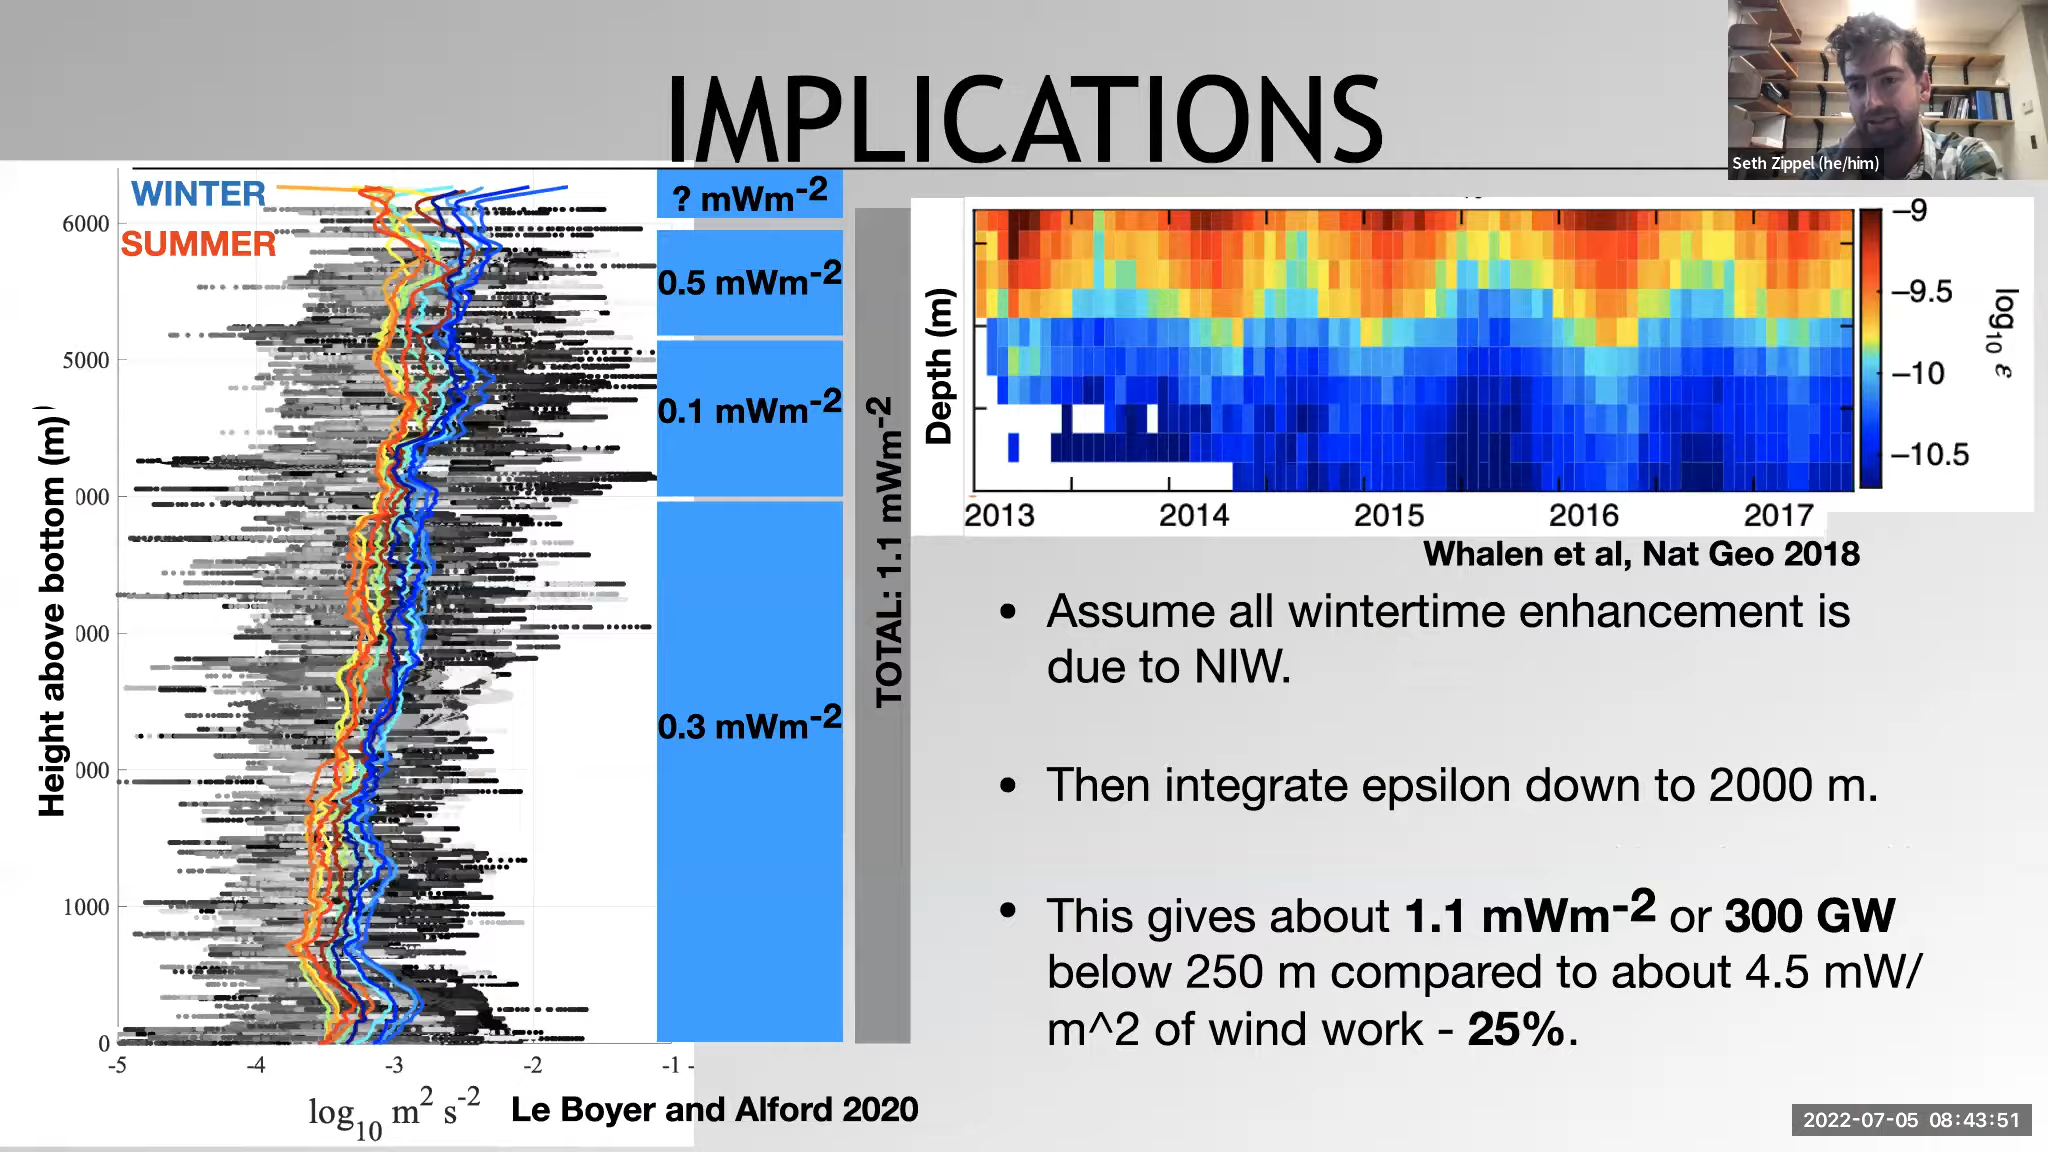 IMPLICATIONS
Seth Zippel (he/him)
WINTER
SUMMER
6000
5000
000
000
000
1000
0
Height above bottom (m)
-5
-4
-3
-2
-1 -
log10 m2 s-2
Le Boyer and Alford 2020
? mWm-2
0.5 mWm-2
0.1 mWm-2
0.3 mWm-2
TOTAL: 1.1 mWm-2
Depth (m)
2013
2014
2015
2016
2017
–9
–9.5
–10
–10.5
log10 ε
Whalen et al, Nat Geo 2018
• Assume all wintertime enhancement is
due to NIW.
• Then integrate epsilon down to 2000 m.
• This gives about 1.1 mWm-2 or 300 GW
below 250 m compared to about 4.5 mW/
m^2 of wind work - 25%.
2022-07-05 08:43:51